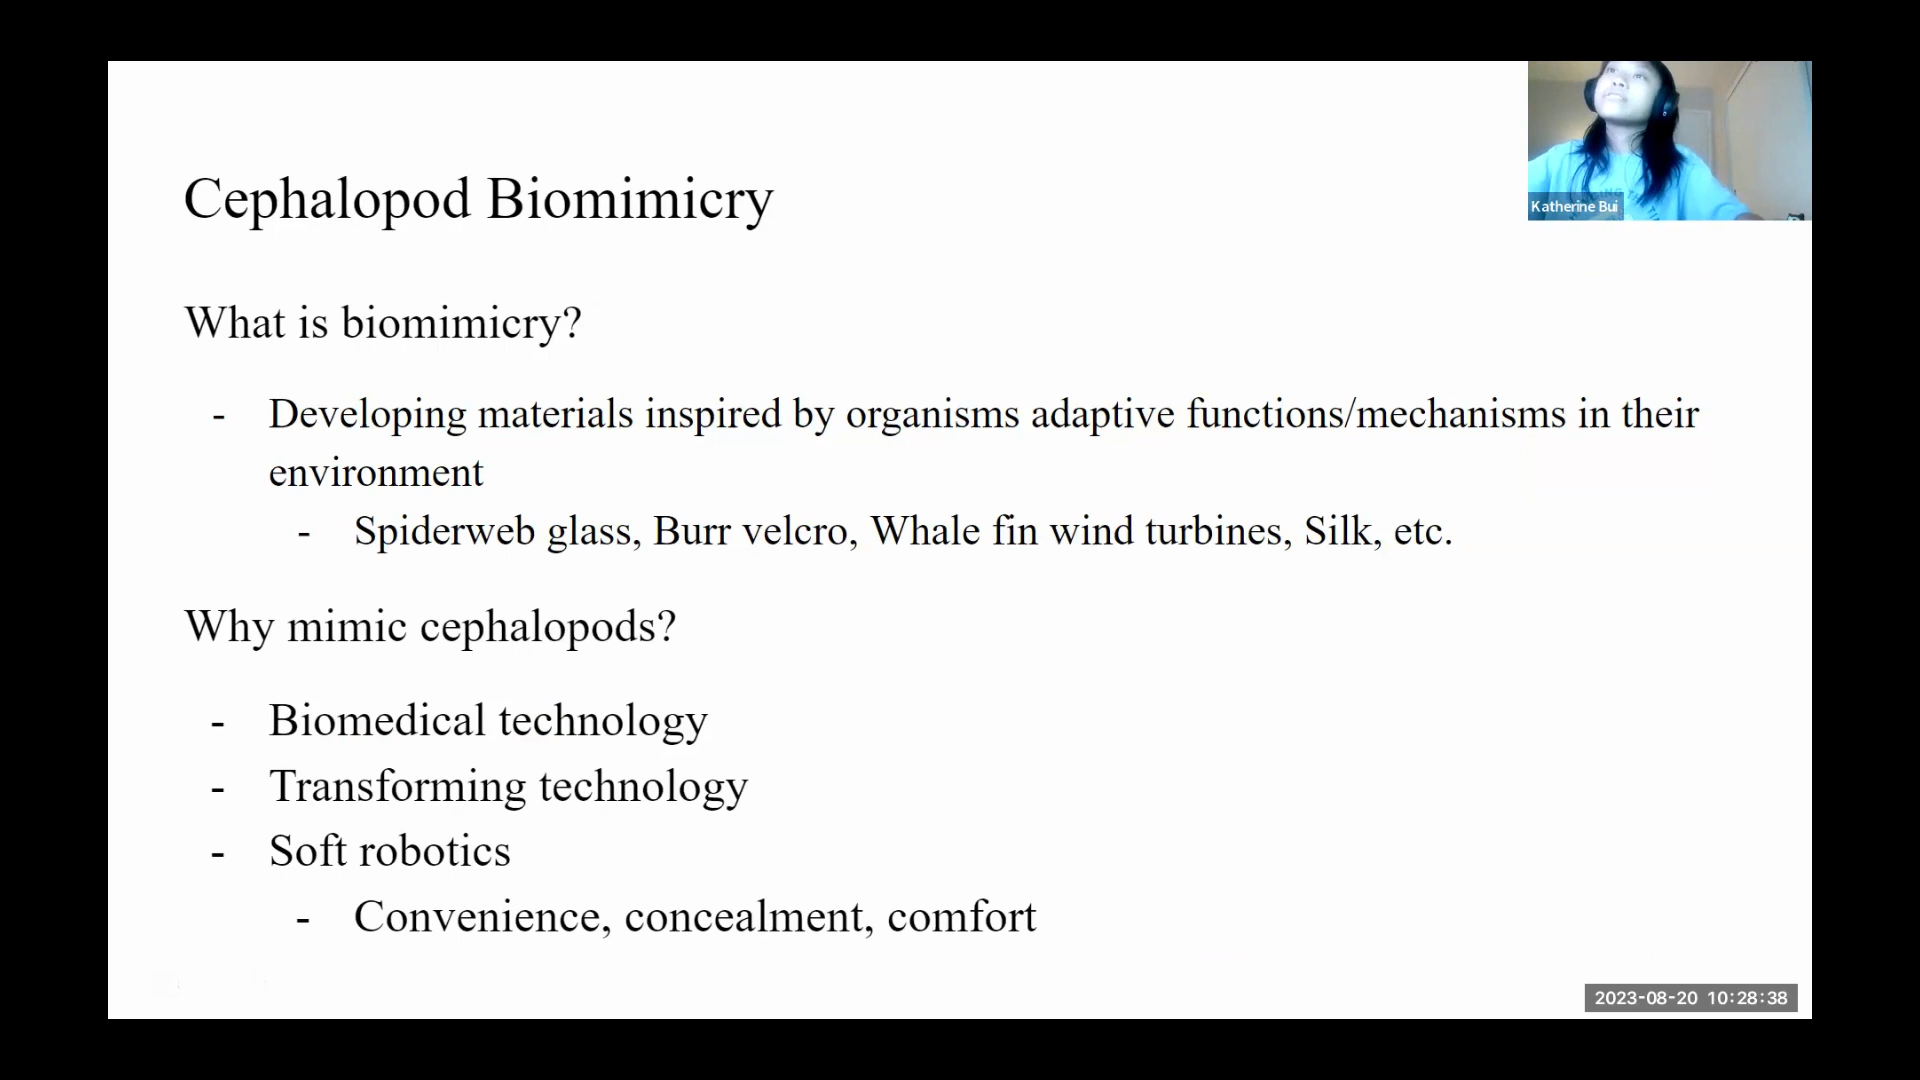 Cephalopod Biomimicry
Katherine Bui
What is biomimicry?
- Developing materials inspired by organisms adaptive functions/mechanisms in their
environment
- Spiderweb glass, Burr velcro, Whale fin wind turbines, Silk, etc.
Why mimic cephalopods?
- Biomedical technology
- Transforming technology
- Soft robotics
- Convenience, concealment, comfort
2023-08-20 10:28:38